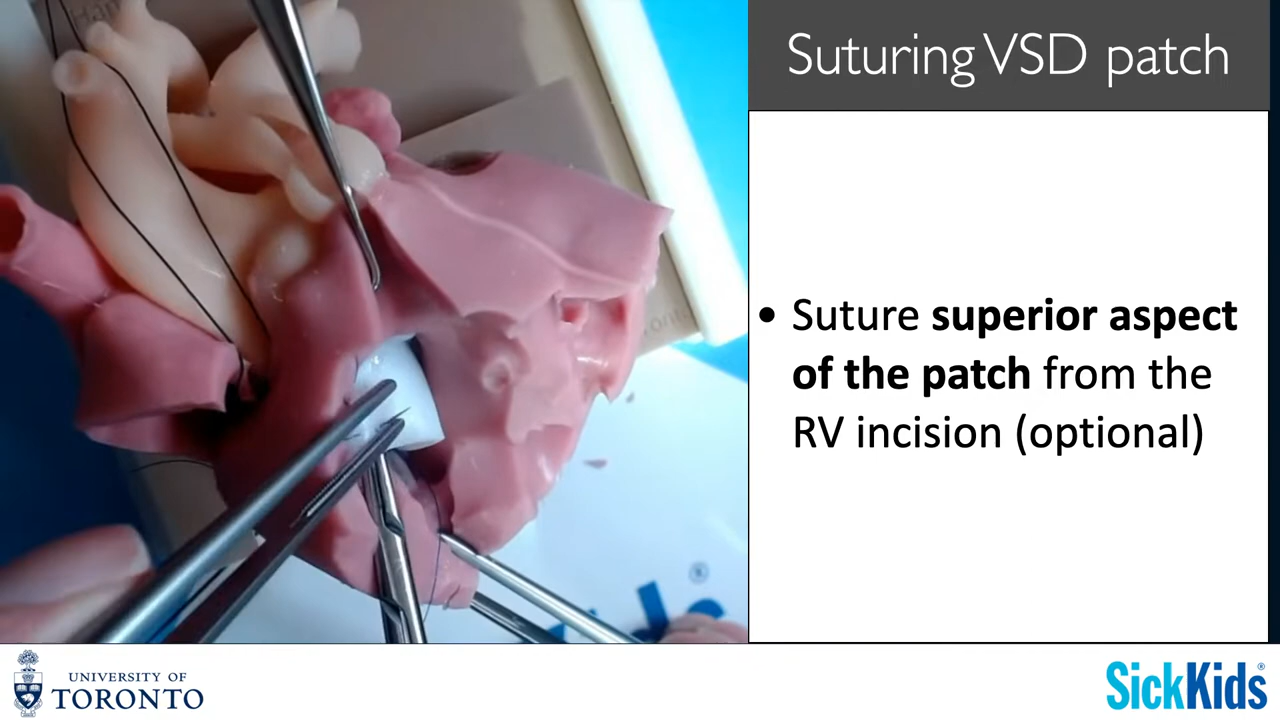 Suturing VSD patch
• Suture superior aspect
of the patch from the
RV incision (optional)
UNIVERSITY OF
TORONTO
SickKids®